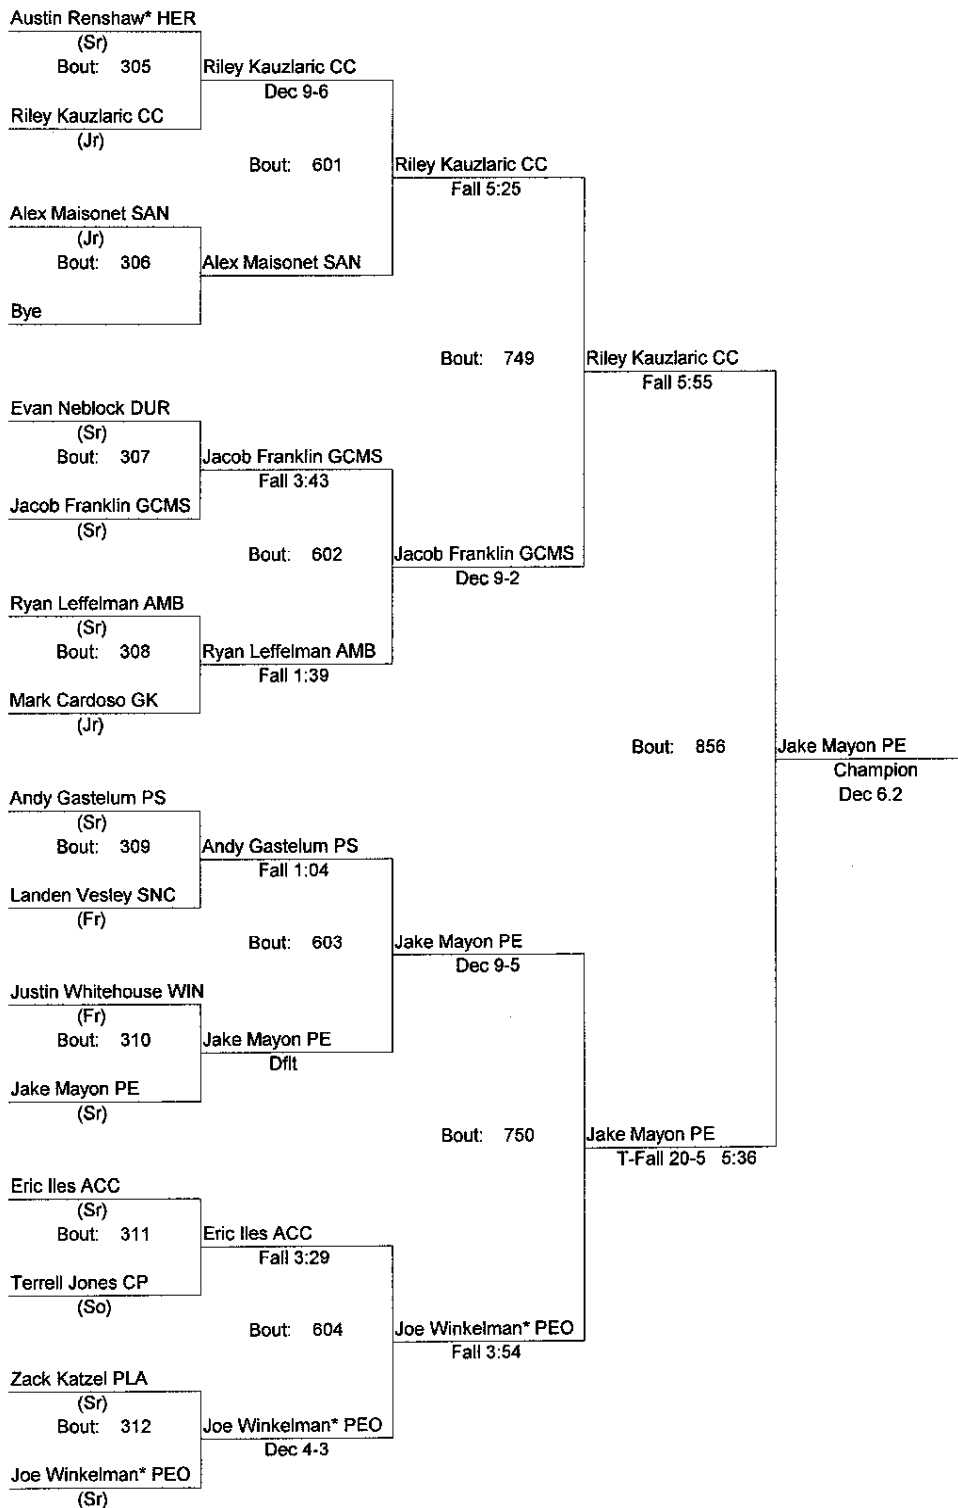 Austin Renshaw* HER
(Sr)
Bout: 305
Riley Kauzlaric CC
Dec 9-6
Riley Kauzlaric CC
(Jr)
Bout: 601
Riley Kauzlaric CC
Fall 5:25
Alex Maisonet SAN
(Jr)
Bout: 306
Alex Maisonet SAN
Bye
Bout: 749
Riley Kauzlaric CC
Fall 5:55
Evan Neblock DUR
(Sr)
Bout: 307
Jacob Franklin GCMS
Fall 3:43
Jacob Franklin GCMS
(Sr)
Bout: 602
Jacob Franklin GCMS
Dec 9-2
Ryan Leffelman AMB
(Sr)
Bout: 308
Ryan Leffelman AMB
Fall 1:39
Mark Cardoso GK
(Jr)
Bout: 856
Jake Mayon PE
Champion
Dec 6.2
Andy Gastelum PS
(Sr)
Bout: 309
Andy Gastelum PS
Fall 1:04
Landen Vesley SNC
(Fr)
Bout: 603
Jake Mayon PE
Dec 9-5
Justin Whitehouse WIN
(Fr)
Bout: 310
Jake Mayon PE
Dflt
Jake Mayon PE
(Sr)
Bout: 750
Jake Mayon PE
T-Fall 20-5 5:36
Eric Iles ACC
(Sr)
Bout: 311
Eric Iles ACC
Fall 3:29
Terrell Jones CP
(So)
Bout: 604
Joe Winkelman* PEO
Fall 3:54
Zack Katzel PLA
(Sr)
Bout: 312
Joe Winkelman* PEO
Dec 4-3
Joe Winkelman* PEO
(Sr)